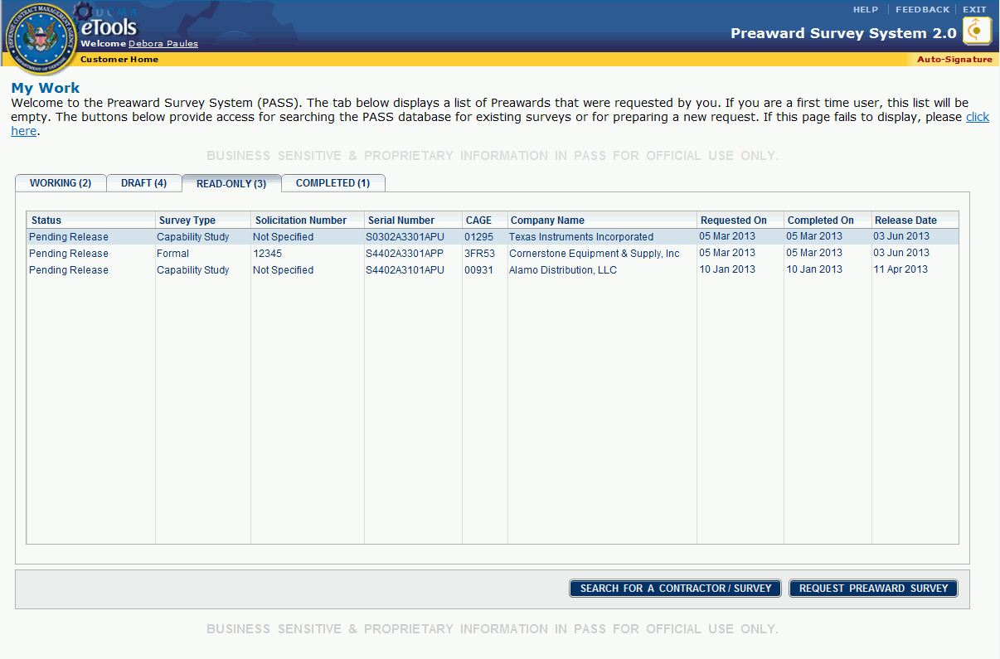 HELP FEEDBACK EXIT
DCMA
eTools
Welcome Debora Paules
Preaward Survey System 2.0
Customer Home
Auto-Signature
My Work
Welcome to the Preaward Survey System (PASS). The tab below displays a list of Preawards that were requested by you. If you are a first time user, this list will be
empty. The buttons below provide access for searching the PASS database for existing surveys or for preparing a new request. If this page fails to display, please click
here.
BUSINESS SENSITIVE & PROPRIETARY INFORMATION IN PASS FOR OFFICIAL USE ONLY.
WORKING (2) DRAFT (4) READ-ONLY (3) COMPLETED (1)
Status Survey Type Solicitation Number Serial Number CAGE Company Name Requested On Completed On Release Date
Pending Release Capability Study Not Specified S0302A3301APU 01295 Texas Instruments Incorporated 05 Mar 2013 05 Mar 2013 03 Jun 2013
Pending Release Formal 12345 S4402A3301APP 3FR53 Cornerstone Equipment & Supply, Inc 05 Mar 2013 05 Mar 2013 03 Jun 2013
Pending Release Capability Study Not Specified S4402A3101APU 00931 Alamo Distribution, LLC 10 Jan 2013 10 Jan 2013 11 Apr 2013
SEARCH FOR A CONTRACTOR / SURVEY REQUEST PREAWARD SURVEY
BUSINESS SENSITIVE & PROPRIETARY INFORMATION IN PASS FOR OFFICIAL USE ONLY.